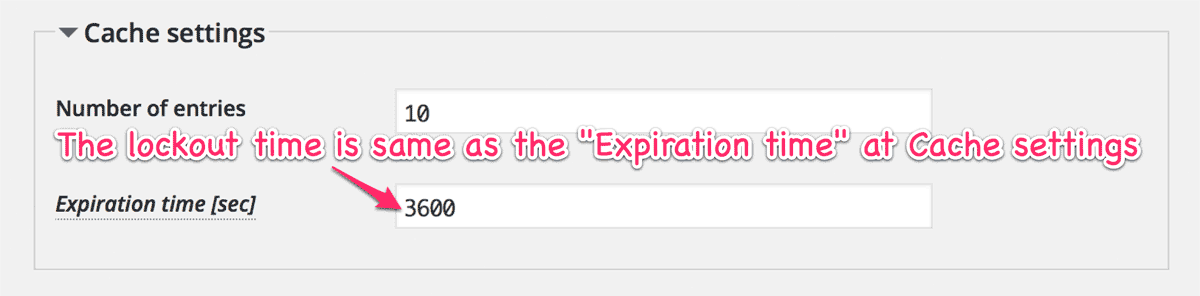 Cache settings
Number of entries
10
The lockout time is same as the "Expiration time" at Cache settings
Expiration time [sec]
3600